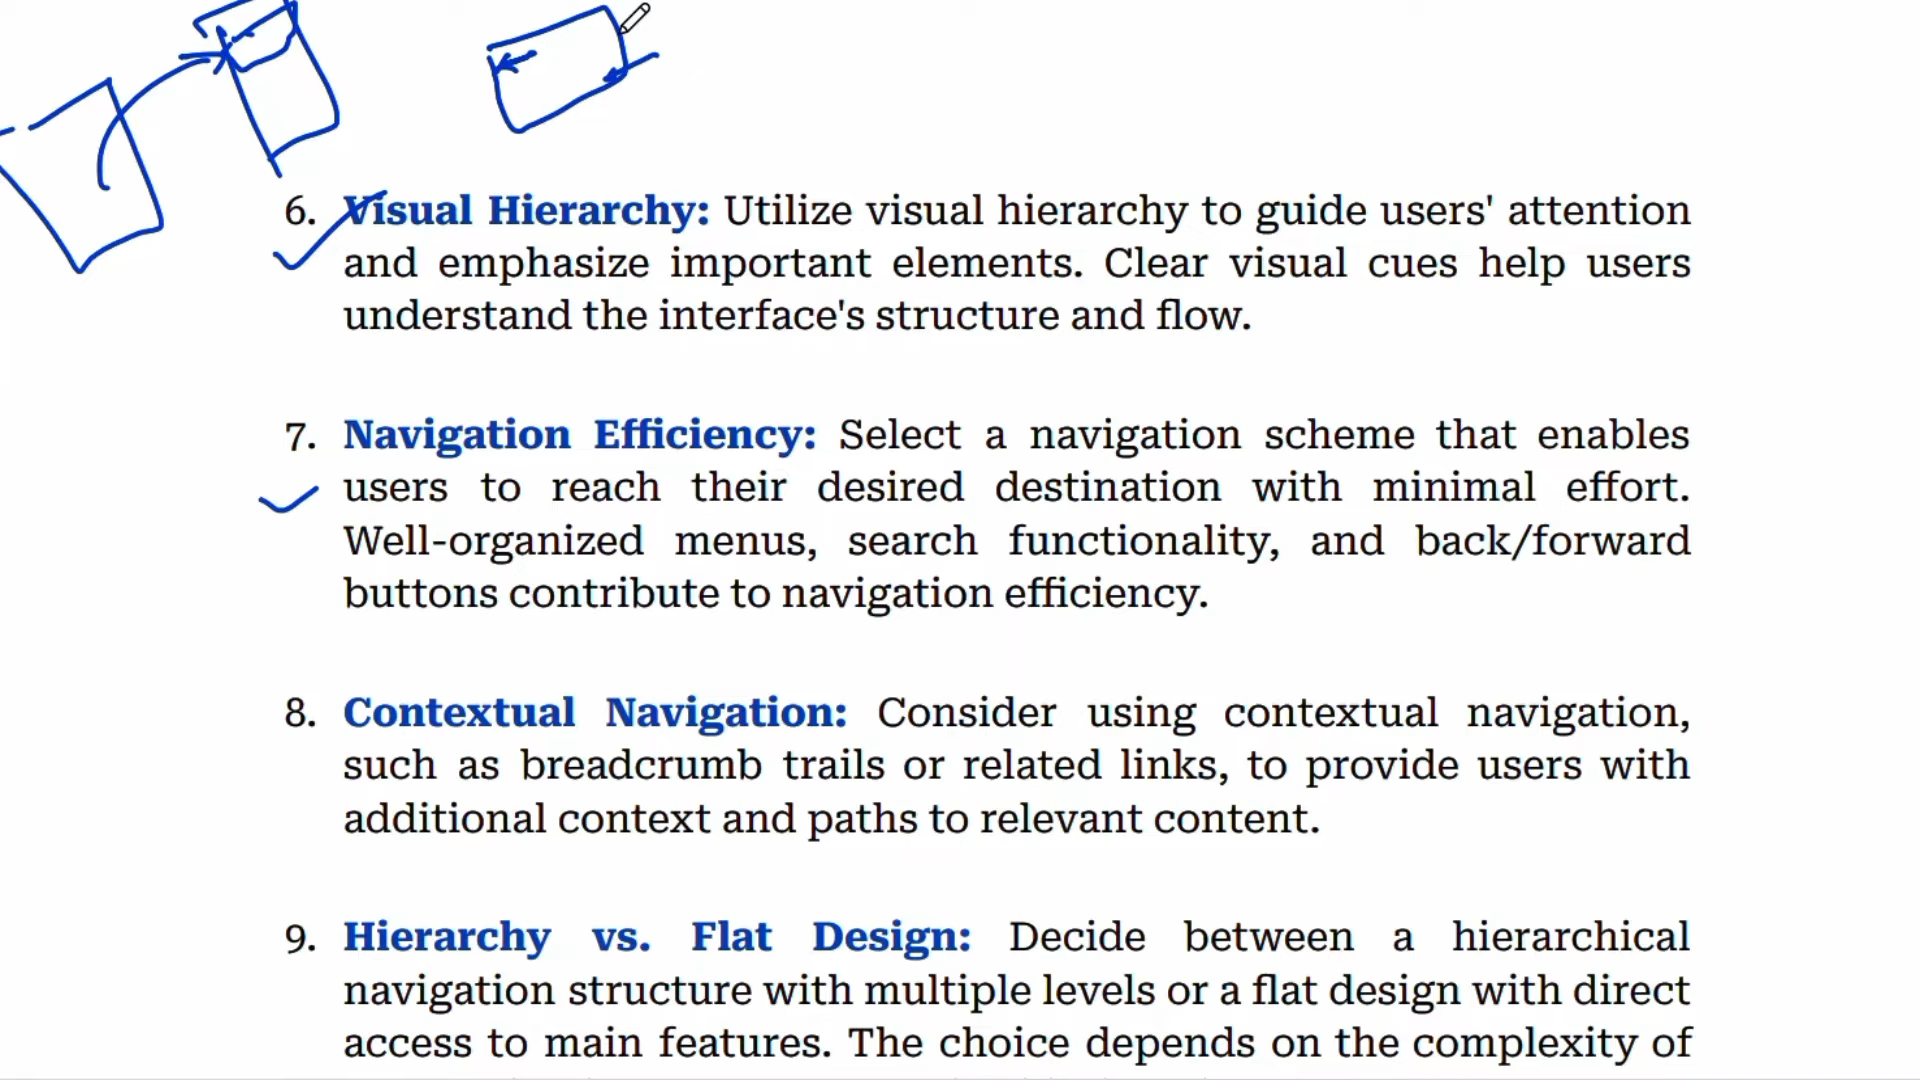 6. Visual Hierarchy: Utilize visual hierarchy to guide users' attention
and emphasize important elements. Clear visual cues help users
understand the interface's structure and flow.
7. Navigation Efficiency: Select a navigation scheme that enables
users to reach their desired destination with minimal effort.
Well-organized menus, search functionality, and back/forward
buttons contribute to navigation efficiency.
8. Contextual Navigation: Consider using contextual navigation,
such as breadcrumb trails or related links, to provide users with
additional context and paths to relevant content.
9. Hierarchy vs. Flat Design: Decide between a hierarchical
navigation structure with multiple levels or a flat design with direct
access to main features. The choice depends on the complexity of